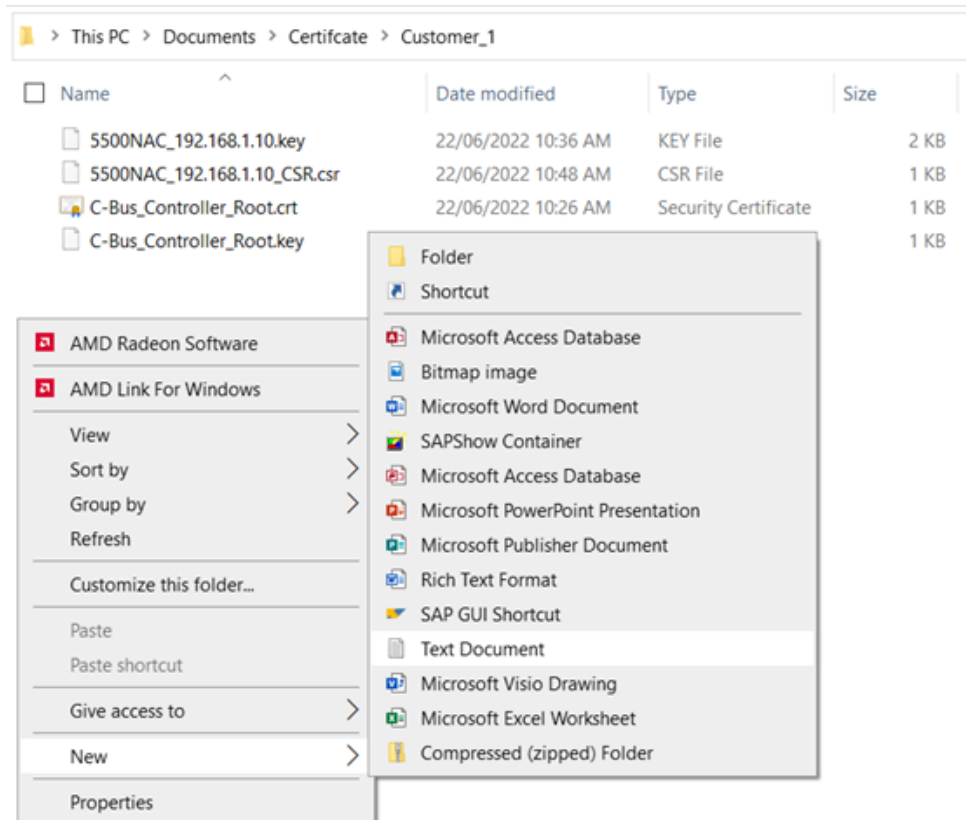 This PC > Documents > Certifcate > Customer_1
Name Date modified Type Size
5500NAC_192.168.1.10.key 22/06/2022 10:36 AM KEY File 2 KB
5500NAC_192.168.1.10_CSR.csr 22/06/2022 10:48 AM CSR File 1 KB
C-Bus_Controller_Root.crt 22/06/2022 10:26 AM Security Certificate 1 KB
C-Bus_Controller_Root.key 1 KB
Folder
Shortcut
Microsoft Access Database
Bitmap image
Microsoft Word Document
SAPShow Container
Microsoft Access Database
Microsoft PowerPoint Presentation
Microsoft Publisher Document
Rich Text Format
SAP GUI Shortcut
Text Document
Microsoft Visio Drawing
Microsoft Excel Worksheet
Compressed (zipped) Folder
AMD Radeon Software
AMD Link For Windows
View
Sort by
Group by
Refresh
Customize this folder...
Paste
Paste shortcut
Give access to
New
Properties